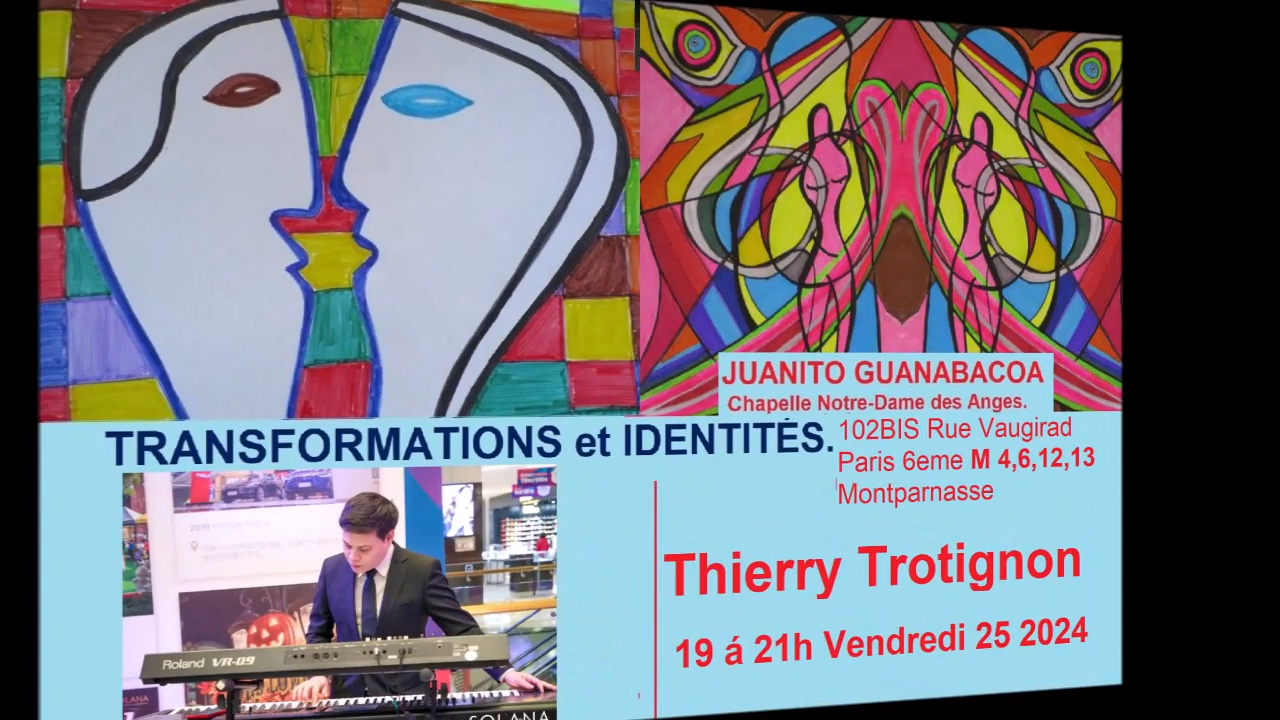 JUANITO GUANABACOA
Chapelle Notre-Dame des Anges.
TRANSFORMATIONS et IDENTITÉS.
102BIS Rue Vaugirad
Paris 6eme M 4,6,12,13
Montparnasse
Thierry Trotignon
19 á 21h Vendredi 25 2024
Roland VR-09
SOLANA